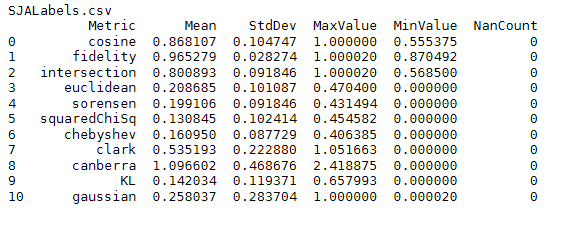 SJALabels.csv
Metric Mean StdDev MaxValue MinValue NanCount
0 cosine 0.868107 0.104747 1.000000 0.555375 0
1 fidelity 0.965279 0.028274 1.000020 0.870492 0
2 intersection 0.800893 0.091846 1.000020 0.568500 0
3 euclidean 0.208685 0.101087 0.470400 0.000000 0
4 sorensen 0.199106 0.091846 0.431494 0.000000 0
5 squaredChiSq 0.130845 0.102414 0.454582 0.000000 0
6 chebyshev 0.160950 0.087729 0.406385 0.000000 0
7 clark 0.535193 0.222880 1.051663 0.000000 0
8 canberra 1.096602 0.468676 2.418875 0.000000 0
9 KL 0.142034 0.119371 0.657993 0.000000 0
10 gaussian 0.258037 0.283704 1.000000 0.000020 0